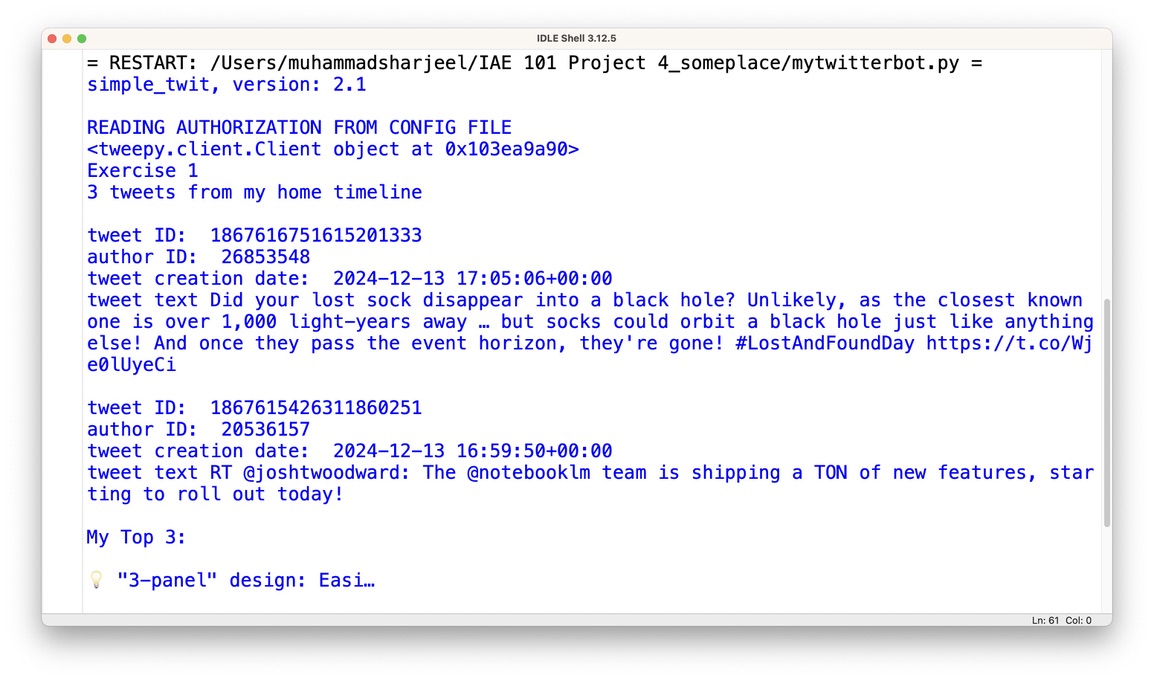 IDLE Shell 3.12.5
= RESTART: /Users/muhammadsharjeel/IAE 101 Project 4_someplace/mytwitterbot.py =
simple_twit, version: 2.1
READING AUTHORIZATION FROM CONFIG FILE
<tweepy.client.Client object at 0x103ea9a90>
Exercise 1
3 tweets from my home timeline
tweet ID:  1867616751615201333
author ID:  26853548
tweet creation date:  2024-12-13 17:05:06+00:00
tweet text Did your lost sock disappear into a black hole? Unlikely, as the closest known
one is over 1,000 light-years away … but socks could orbit a black hole just like anything
else! And once they pass the event horizon, they're gone! #LostAndFoundDay https://t.co/Wj
e0lUyeCi
tweet ID:  1867615426311860251
author ID:  20536157
tweet creation date:  2024-12-13 16:59:50+00:00
tweet text RT @joshtwoodward: The @notebooklm team is shipping a TON of new features, star
ting to roll out today!
My Top 3:
💡 "3-panel" design: Easi…
Ln: 61 Col: 0